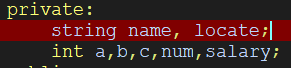 private:
string name, locate;
int a,b,c,num,salary;